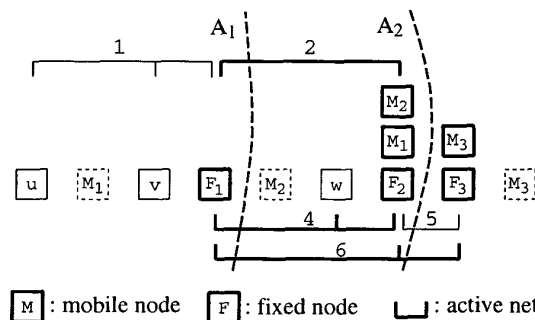 A1 A2
1 2
M2
M1 M3
u M1 v F1 M2 w F2 F3 M3
4 5
6
M : mobile node F : fixed node : active net